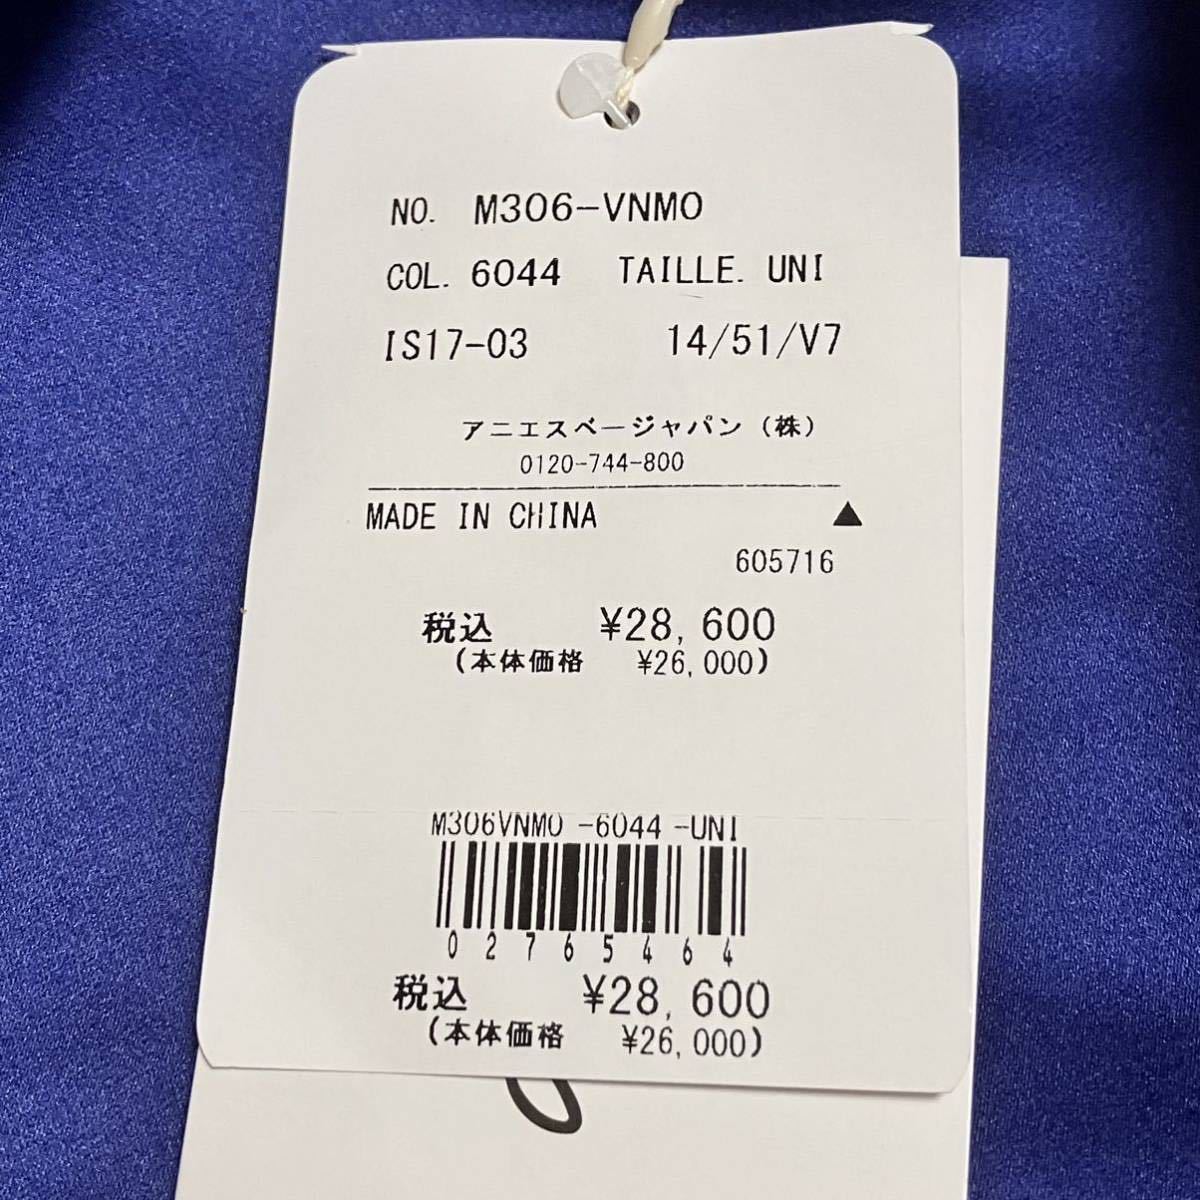 NO. M306-VNMO
COL. 6044 TAILLE. UNI
IS17-03 14/51/V7
アニエスベージャパン(株)
0120-744-800
MADE IN CHINA ▲
605716
税込 ¥28,600
(本体価格 ¥26,000)
M306VNMO -6044 -UNI
02765464
税込 ¥28,600
(本体価格 ¥26,000)